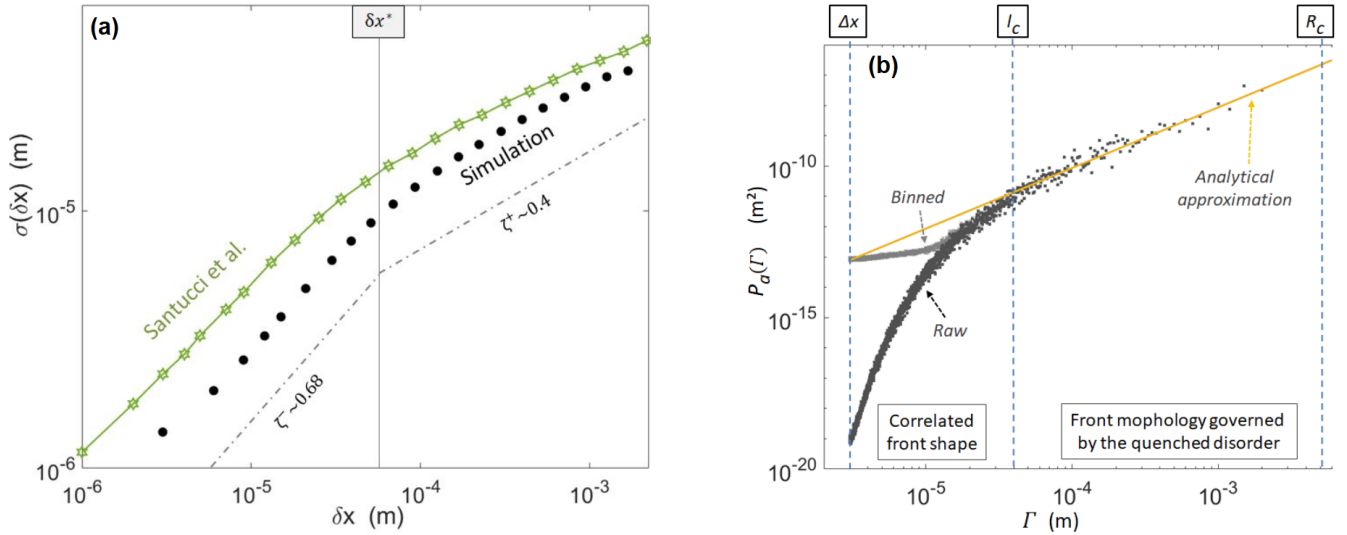 (a)
δx*
σ(δx) (m)
10^-5
10^-6
Santucci et al.
Simulation
ζ^+~0.4
ζ^-~0.68
10^-6
10^-5
10^-4
10^-3
δx (m)
Δx
l_c
R_c
(b)
P_a(Γ) (m²)
10^-10
10^-15
10^-20
Binned
Raw
Analytical
approximation
Correlated
front shape
Front mophology governed
by the quenched disorder
10^-5
10^-4
10^-3
Γ (m)